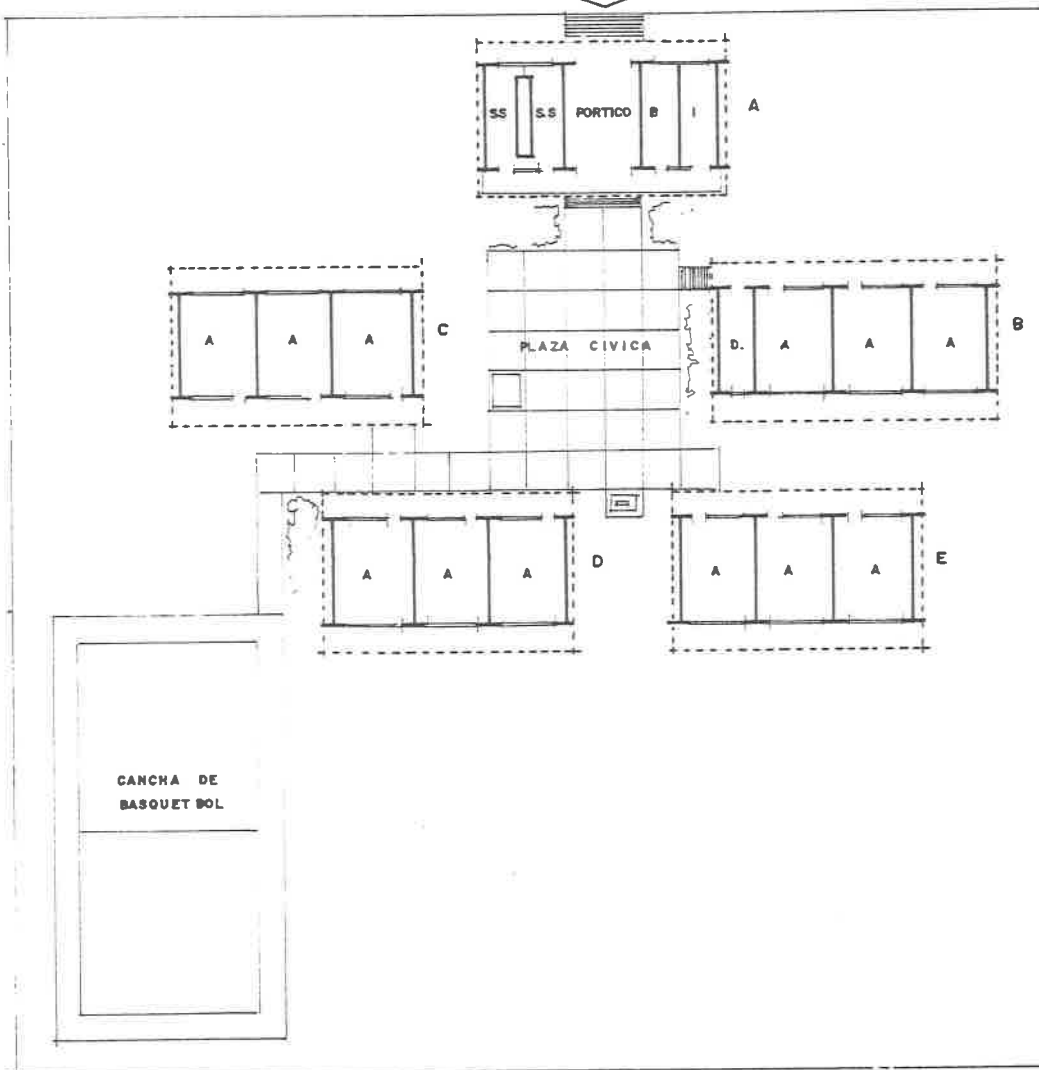 SS S.S PORTICO B I A
C
A A A
PLAZA CIVICA
D. A A A
B
A A A
D
A A A
E
CANCHA DE
BASQUET BOL